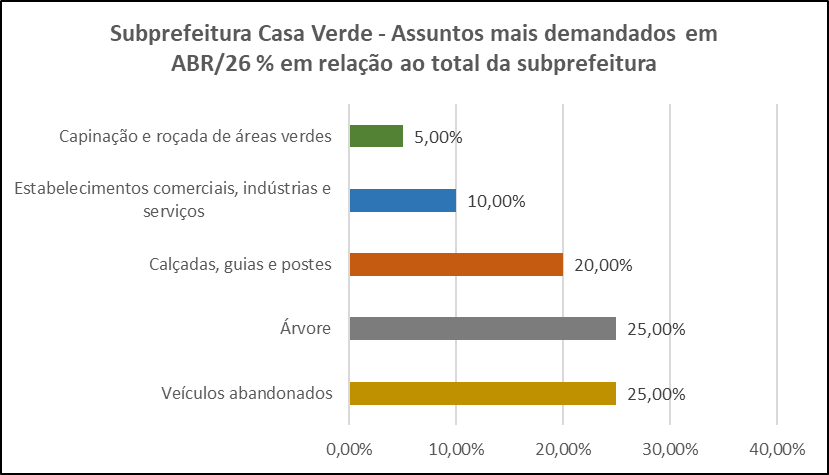 Subprefeitura Casa Verde - Assuntos mais demandados em
ABR/26 % em relação ao total da subprefeitura
Capinação e roçada de áreas verdes
5,00%
Estabelecimentos comerciais, indústrias e
serviços
10,00%
Calçadas, guias e postes
20,00%
Árvore
25,00%
Veículos abandonados
25,00%
0,00%
10,00%
20,00%
30,00%
40,00%